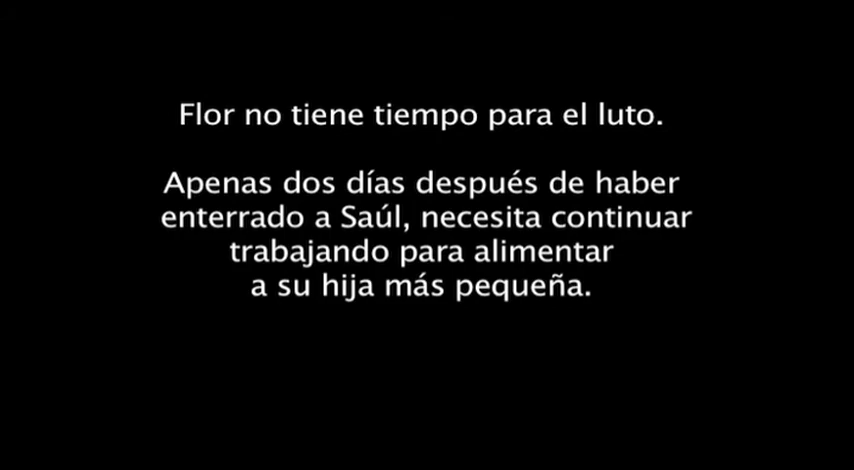 Flor no tiene tiempo para el luto.
Apenas dos días después de haber
enterrado a Saúl, necesita continuar
trabajando para alimentar
a su hija más pequeña.